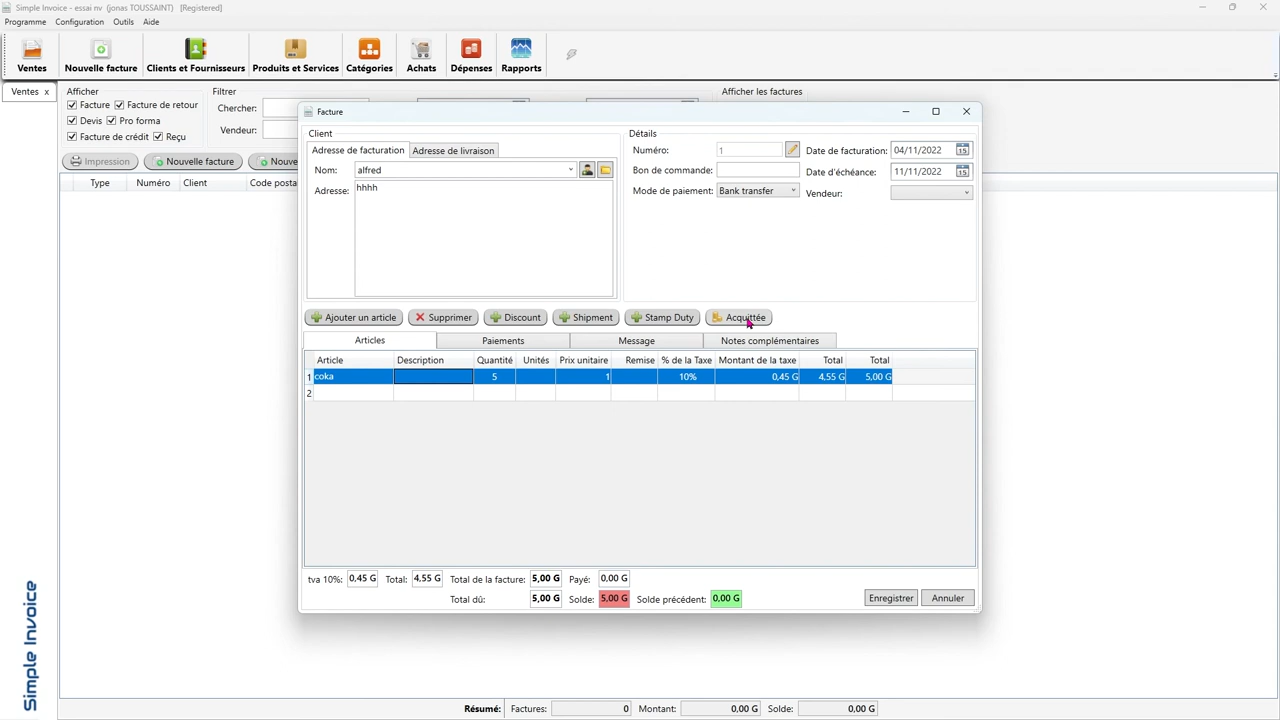 Simple Invoice - essai nv (jonas TOUSSAINT) [Registered]
Programme Configuration Outils Aide
Ventes Nouvelle facture Clients et Fournisseurs Produits et Services Catégories Achats Dépenses Rapports
Ventes x
Afficher
Facture Facture de retour
Devis Pro forma
Facture de crédit Reçu
Filtrer
Chercher:
Vendeur:
Afficher les factures
Impression Nouvelle facture Nouve
Type Numéro Client Code posta
Facture
Client
Adresse de facturation Adresse de livraison
Nom: alfred
Adresse: hhhh
Détails
Numéro: 1 Date de facturation: 04/11/2022 15
Bon de commande: Date d'échéance: 11/11/2022 15
Mode de paiement: Bank transfer Vendeur:
Ajouter un article Supprimer Discount Shipment Stamp Duty Acquittée
Articles Paiements Message Notes complémentaires
Article Description Quantité Unités Prix unitaire Remise % de la Taxe Montant de la taxe Total Total
1 coka 5 1 10% 0,45 G 4,55 G 5,00 G
2
tva 10%: 0,45 G Total: 4,55 G Total de la facture: 5,00 G Payé: 0,00 G
Total dû: 5,00 G Solde: 5,00 G Solde précédent: 0,00 G
Enregistrer Annuler
Simple Invoice
Résumé: Factures: 0 Montant: 0,00 G Solde: 0,00 G